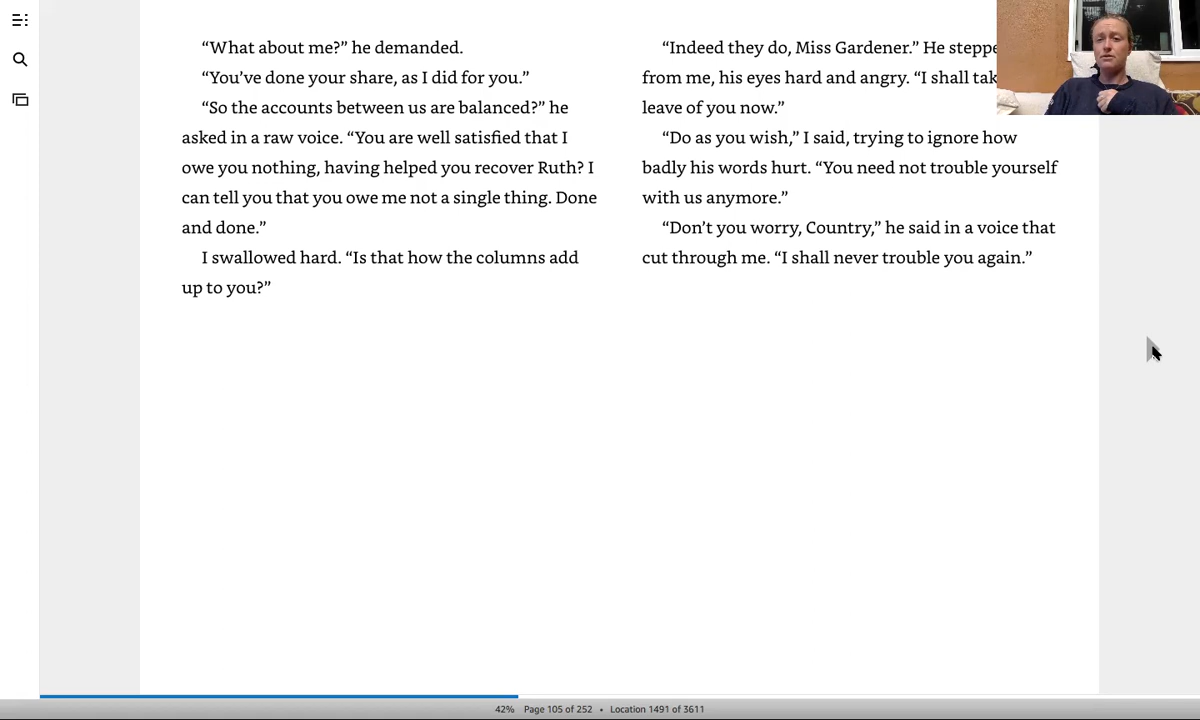 “What about me?” he demanded.
“You’ve done your share, as I did for you.”
“So the accounts between us are balanced?” he
asked in a raw voice. “You are well satisfied that I
owe you nothing, having helped you recover Ruth? I
can tell you that you owe me not a single thing. Done
and done.”
I swallowed hard. “Is that how the columns add
up to you?”
“Indeed they do, Miss Gardener.” He
from me, his eyes hard and angry. “I shall
leave of you now.”
“Do as you wish,” I said, trying to ignore how
badly his words hurt. “You need not trouble yourself
with us anymore.”
“Don’t you worry, Country,” he said in a voice that
cut through me. “I shall never trouble you again.”
42% Page 105 of 252 • Location 1491 of 3611